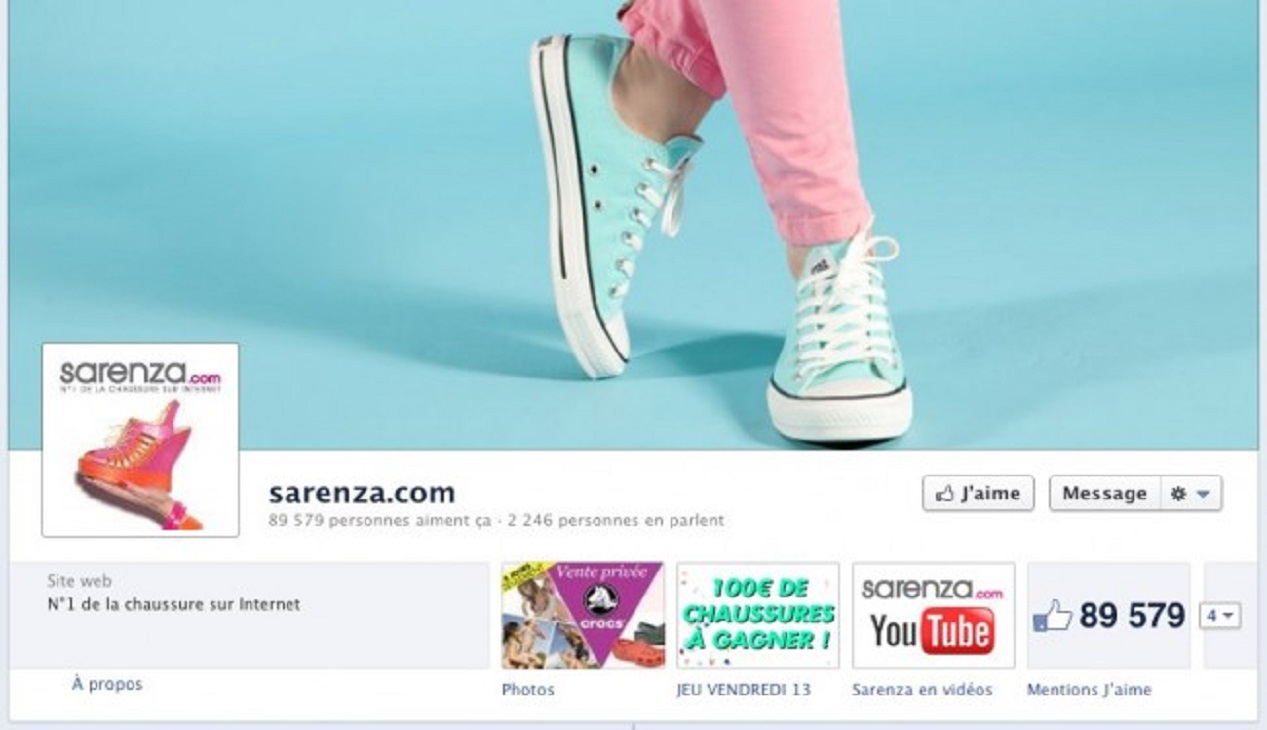 sarenza.com
N°1 DE LA CHAUSSURE SUR INTERNET
sarenza.com
J'aime
Message
89 579 personnes aiment ça · 2 246 personnes en parlent
Site web
N°1 de la chaussure sur Internet
À propos
Vente privée
crocs
Photos
100€ DE
CHAUSSURES
À GAGNER !
JEU VENDREDI 13
sarenza.com
YouTube
Sarenza en vidéos
89 579
4
Mentions J'aime